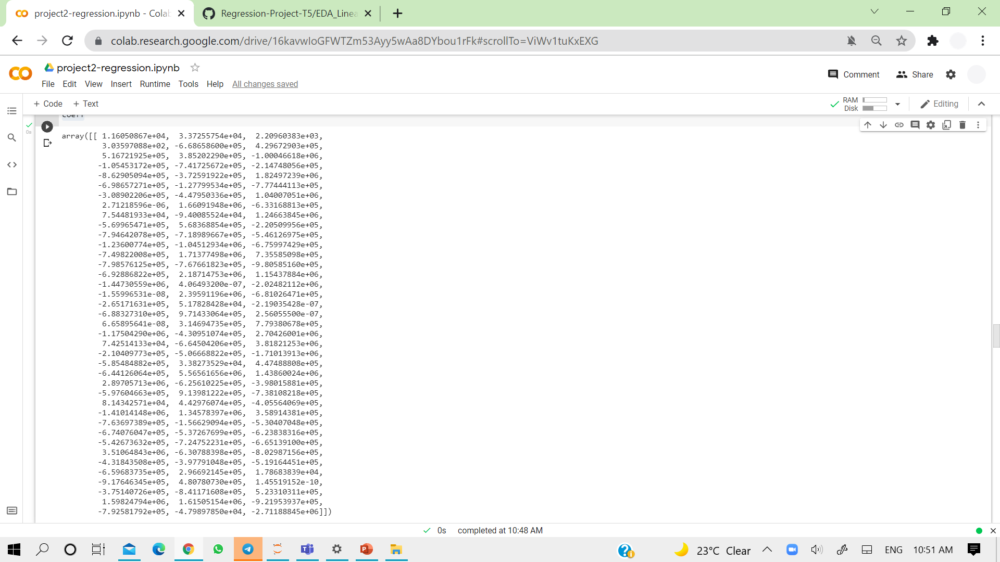 project2-regression.ipynb - Colab
Regression-Project-T5/EDA_Linea
colab.research.google.com/drive/16kavwIoGFWTZm53Ayy5wAa8DYbou1rFk#scrollTo=ViWv1tuKxEXG
project2-regression.ipynb
Comment
Share
File Edit View Insert Runtime Tools Help All changes saved
+ Code + Text
RAM
Disk
Editing
coeff
0s
array([[ 1.16050867e+04, 3.37255754e+04, 2.20960383e+03,
3.03597088e+02, -6.68658600e+05, 4.29672903e+05,
5.16721925e+05, 3.85202290e+05, -1.00046618e+06,
-1.05453172e+05, -7.41725672e+05, -2.14748056e+05,
-8.62905094e+05, -3.72591922e+05, 1.82497239e+06,
-6.98657271e+05, -1.27799534e+05, -7.77444113e+05,
-3.08902206e+05, -4.47950336e+05, 1.04007051e+06,
2.71218596e-06, 1.66091948e+06, -6.33168813e+05,
7.54481933e+04, -9.40085524e+04, 1.24663845e+06,
-5.69965471e+05, 5.68368854e+05, -2.20509956e+05,
-7.94642078e+05, -7.18989667e+05, -5.46126975e+05,
-1.23600774e+05, -1.04512934e+06, -6.75997429e+05,
-7.49822008e+05, 1.71377498e+06, 7.35585098e+05,
-7.98576125e+05, -7.67661823e+05, -9.80585160e+05,
-6.92886822e+05, 2.18714753e+06, 1.15437884e+06,
-1.44730559e+06, 4.06493200e-07, -2.02482112e+06,
-1.55996531e-08, 2.39591196e+06, -6.81026471e+05,
-2.65171631e+05, 5.17828428e+04, -2.19035428e-07,
-6.88327310e+05, 9.71433064e+05, 2.56055500e-07,
6.65895641e-08, 3.14694735e+05, 7.79380678e+05,
-1.17504290e+06, -4.30951074e+05, 2.70426001e+06,
7.42514133e+04, -6.64504206e+05, 3.81821253e+06,
-2.10409773e+05, -5.06668822e+05, -1.71013913e+06,
-5.85484882e+05, 3.38273529e+04, 4.47488808e+05,
-6.44126064e+05, 5.56561656e+06, 1.43860024e+06,
2.89705713e+06, -6.25610225e+05, -3.98015881e+05,
-5.97604663e+05, 9.13981222e+05, -7.38108218e+05,
8.14342571e+04, 4.42976074e+05, -4.05564069e+05,
-1.41014148e+06, 1.34578397e+06, 3.58914381e+05,
-7.63697389e+05, -1.56629094e+05, -5.30407048e+05,
-6.74076047e+05, -5.37267699e+05, -6.23838316e+05,
-5.42673632e+05, -7.24752231e+05, -6.65139100e+05,
3.51064843e+06, -6.30788398e+05, -8.02987156e+05,
-4.31843508e+05, -3.97791048e+05, -5.19164451e+05,
-6.59683735e+05, 2.96692145e+05, 1.78683839e+04,
-9.17646345e+05, 4.80780730e+05, 1.45519152e-10,
-3.75140726e+05, -8.41171608e+05, 5.23310311e+05,
1.59824794e+06, 1.61505154e+06, -9.21953937e+05,
-7.92581792e+05, -4.79897850e+04, -2.71188845e+06]])
0s completed at 10:48 AM
23°C Clear
ENG
10:51 AM